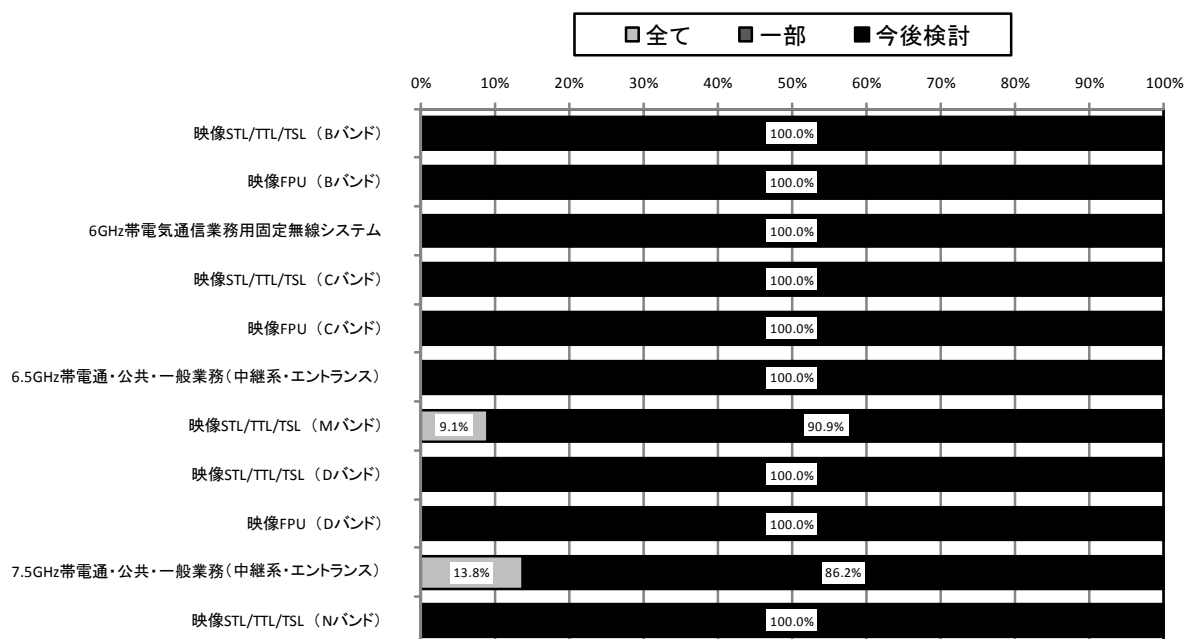 全て 一部 今後検討
0% 10% 20% 30% 40% 50% 60% 70% 80% 90% 100%
映像STL/TTL/TSL（Bバンド） 100.0%
映像FPU（Bバンド） 100.0%
6GHz帯電気通信業務用固定無線システム 100.0%
映像STL/TTL/TSL（Cバンド） 100.0%
映像FPU（Cバンド） 100.0%
6.5GHz帯電通・公共・一般業務(中継系・エントランス) 100.0%
映像STL/TTL/TSL（Mバンド） 9.1% 90.9%
映像STL/TTL/TSL（Dバンド） 100.0%
映像FPU（Dバンド） 100.0%
7.5GHz帯電通・公共・一般業務(中継系・エントランス) 13.8% 86.2%
映像STL/TTL/TSL（Nバンド） 100.0%